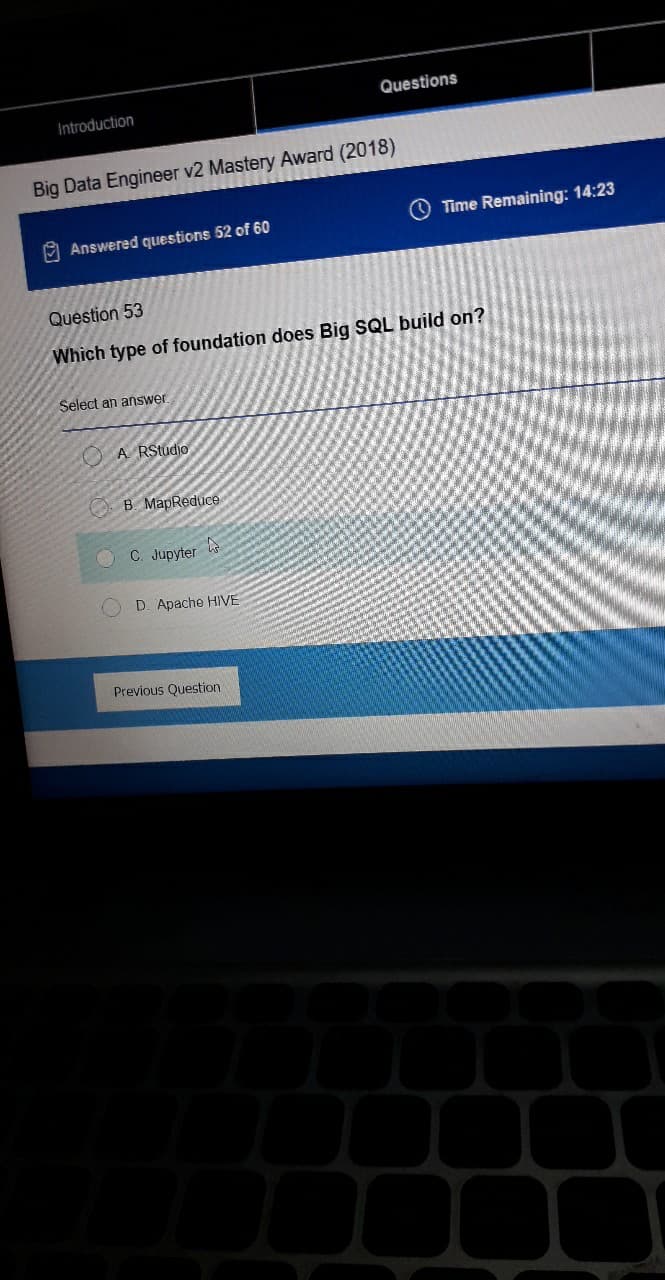 Introduction
Questions
Big Data Engineer v2 Mastery Award (2018)
Answered questions 52 of 60
Time Remaining: 14:23
Question 53
Which type of foundation does Big SQL build on?
Select an answer.
A. RStudio
B. MapReduce
C. Jupyter
D. Apache HIVE
Previous Question